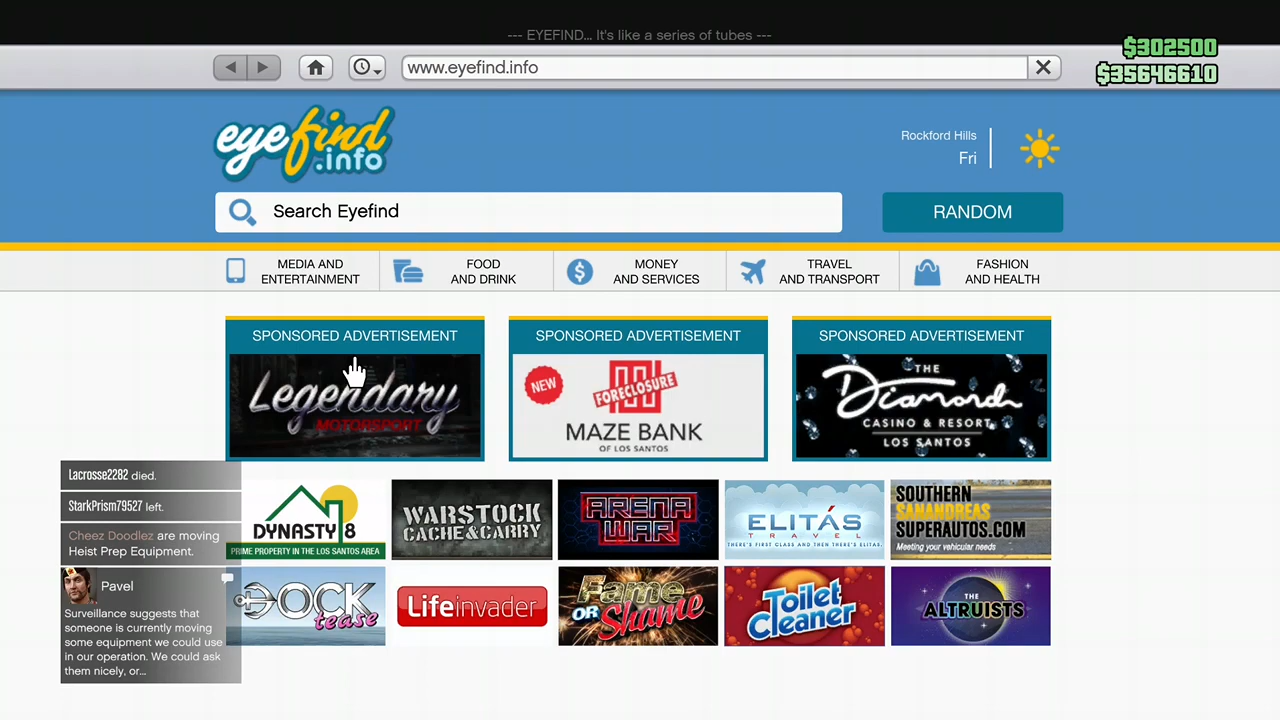 --- EYEFIND... It's like a series of tubes ---
$302500
$35646610
www.eyefind.info
eyefind
.info
Rockford Hills
Fri
Search Eyefind
RANDOM
MEDIA AND
ENTERTAINMENT
FOOD
AND DRINK
MONEY
AND SERVICES
TRAVEL
AND TRANSPORT
FASHION
AND HEALTH
SPONSORED ADVERTISEMENT
Legendary
MOTORSPORT
SPONSORED ADVERTISEMENT
NEW
FORECLOSURE
MAZE BANK
OF LOS SANTOS
SPONSORED ADVERTISEMENT
THE
Diamond
CASINO & RESORT
LOS SANTOS
Lacrosse2282 died.
StarkPrism79527 left.
Cheez Doodlez are moving
Heist Prep Equipment.
Pavel
Surveillance suggests that
someone is currently moving
some equipment we could use
in our operation. We could ask
them nicely, or...
DYNASTY 8
PRIME PROPERTY IN THE LOS SANTOS AREA
WARSTOCK
CACHE & CARRY
ARENA
WAR
ELITÁS
TRAVEL
THERE'S FIRST CLASS AND THEN THERE'S ELITAS.
SOUTHERN
SANANDREAS
SUPERAUTOS.COM
Meeting your vehicular needs
DOCK
tease
Lifeinvader
Fame
OR Shame
Toilet
Cleaner
THE
ALTRUISTS